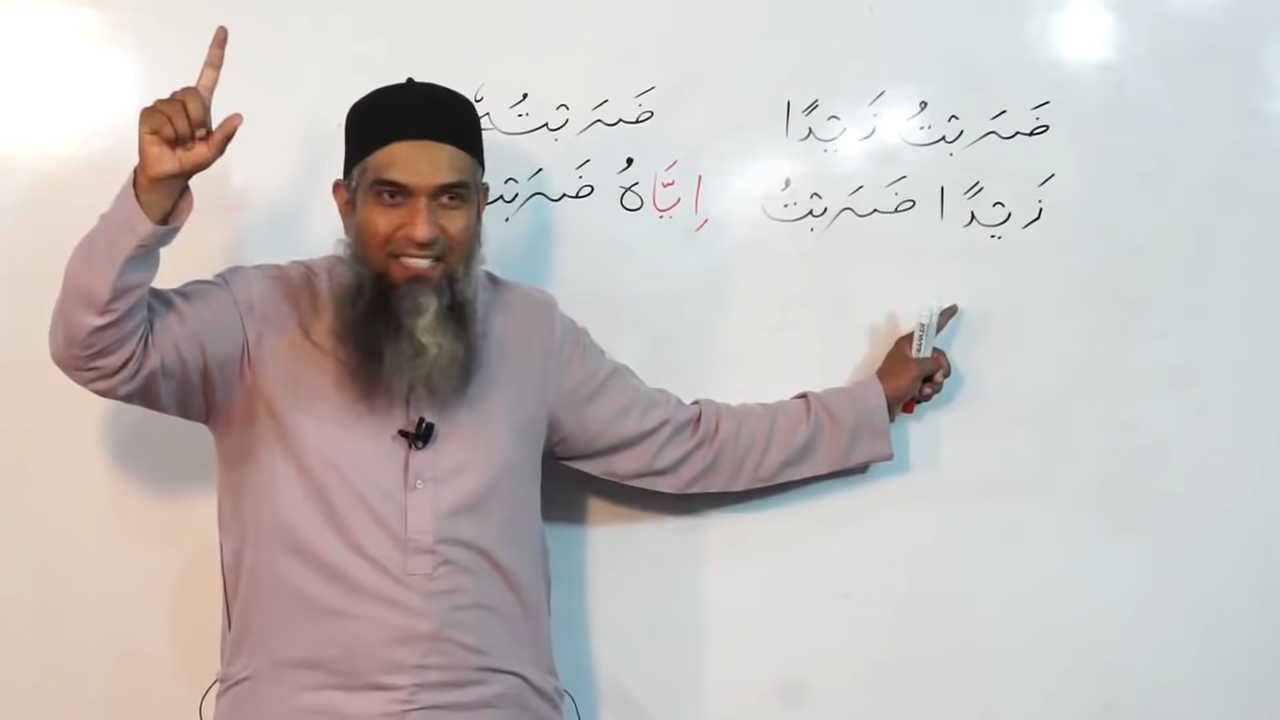 ضَرَبْتُ زَيْدًا ضَرَبْتُهٗ
زَيْدًا ضَرَبْتُ اِيَّاهُ